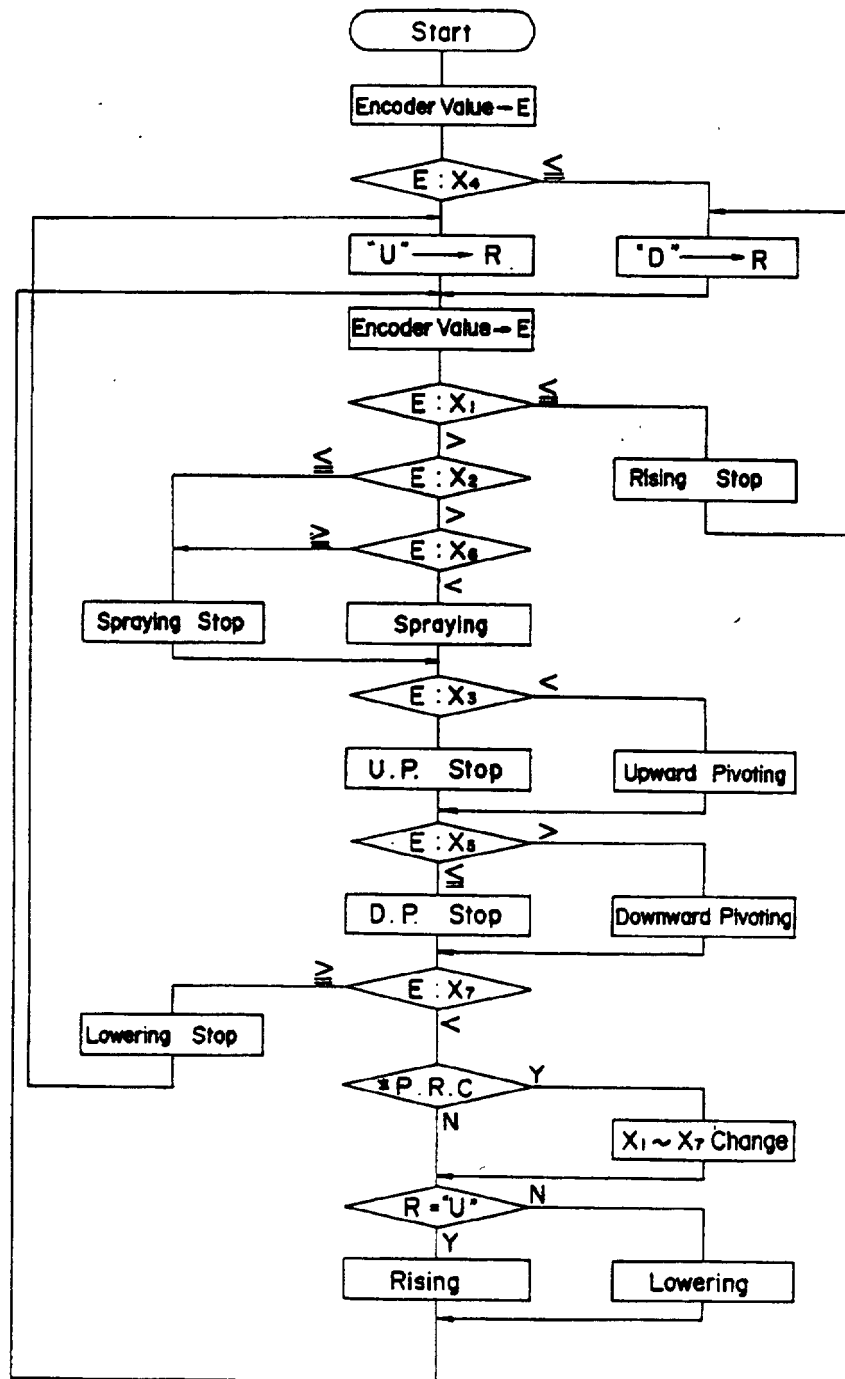 Start
Encoder Value → E
E : X₄
≦
"U" → R
"D" → R
Encoder Value → E
E : X₁
≦
>
≦
E : X₂
Rising Stop
>
≧
E : X₆
<
Spraying Stop
Spraying
E : X₃
<
U.P. Stop
Upward Pivoting
E : X₅
>
≦
D.P. Stop
Downward Pivoting
≧
E : X₇
<
Lowering Stop
*P.R.C
Y
N
X₁ ~ X₇ Change
R = "U"
N
Y
Rising
Lowering